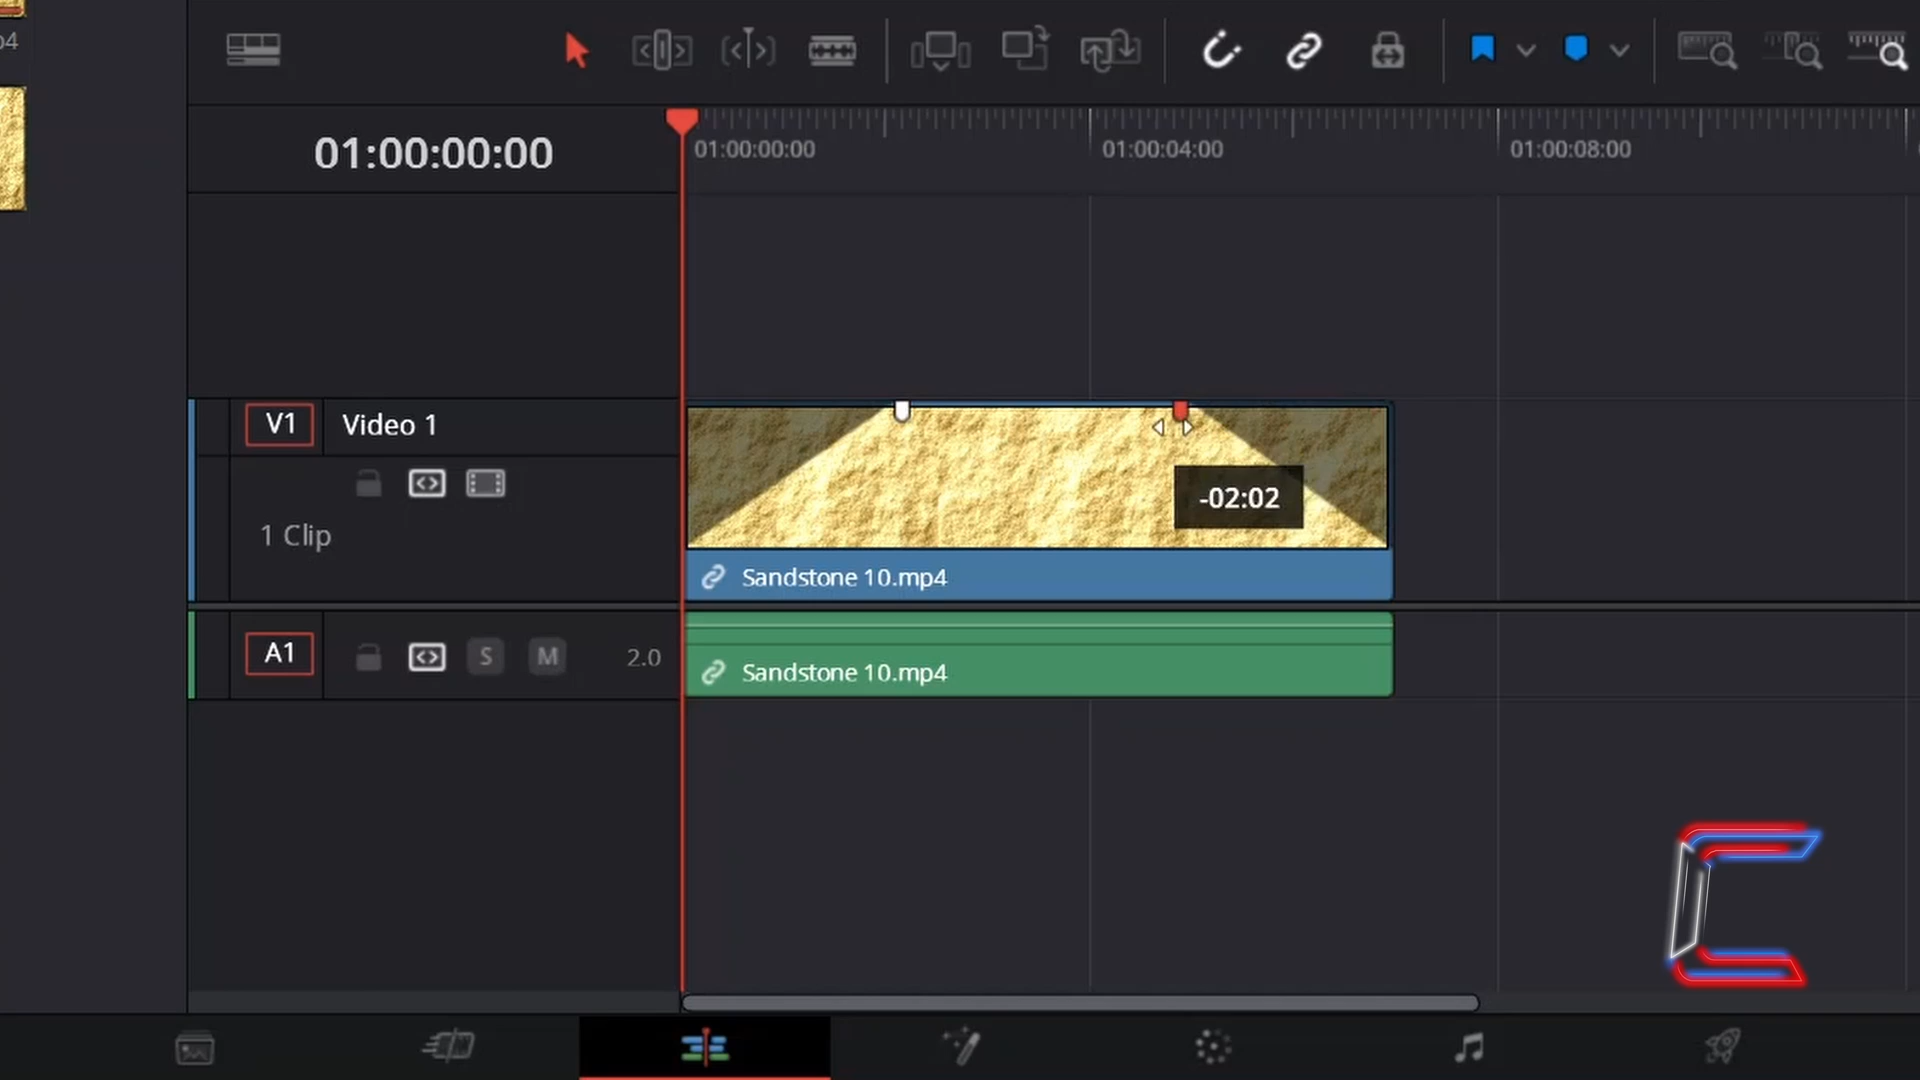 p4
01:00:00:00
01:00:00:00
01:00:04:00
01:00:08:00
V1
Video 1
1 Clip
-02:02
Sandstone 10.mp4
A1
S
M
2.0
Sandstone 10.mp4